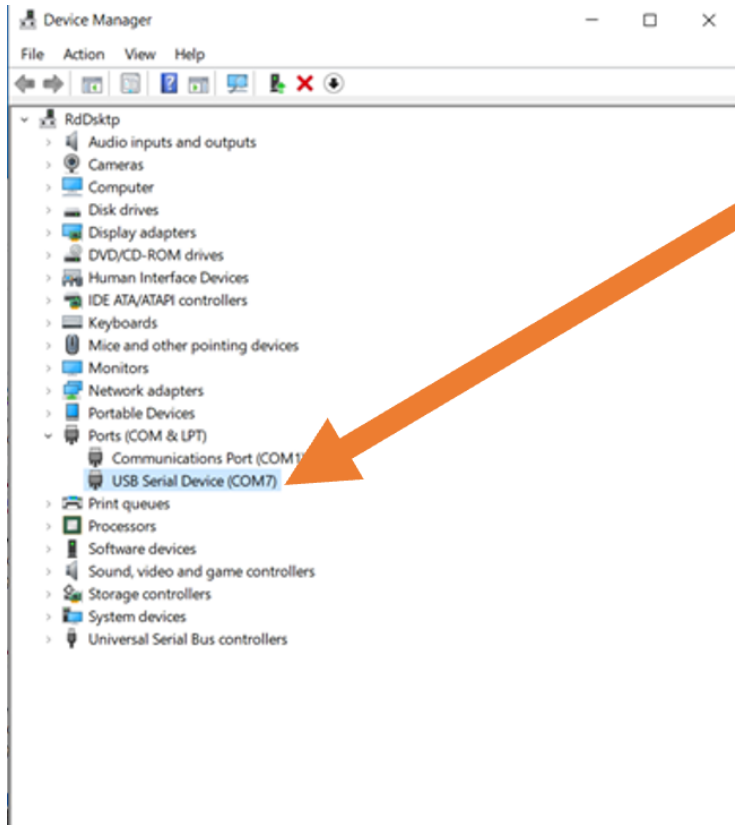 Device Manager
File Action View Help
RdDsktp
Audio inputs and outputs
Cameras
Computer
Disk drives
Display adapters
DVD/CD-ROM drives
Human Interface Devices
IDE ATA/ATAPI controllers
Keyboards
Mice and other pointing devices
Monitors
Network adapters
Portable Devices
Ports (COM & LPT)
Communications Port (COM1)
USB Serial Device (COM7)
Print queues
Processors
Software devices
Sound, video and game controllers
Storage controllers
System devices
Universal Serial Bus controllers